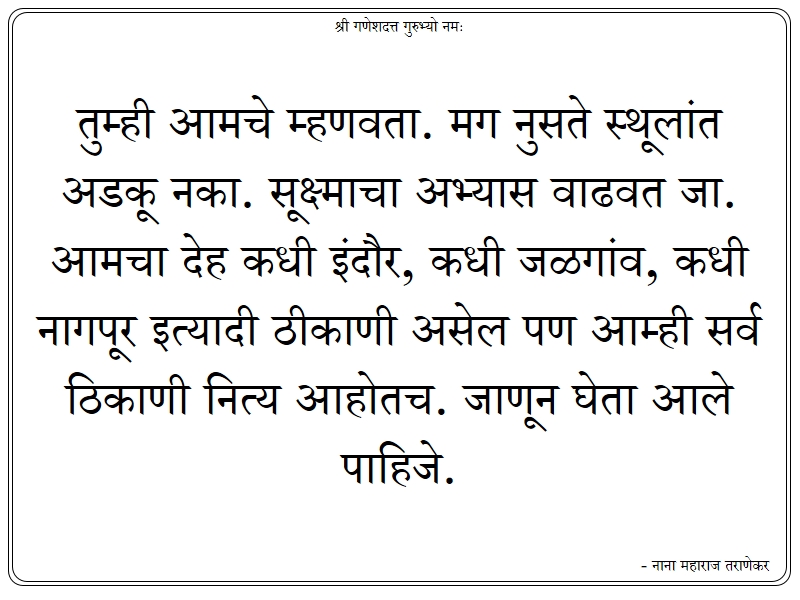 श्री गणेशदत्त गुरुभ्यो नमः
तुम्ही आमचे म्हणवता. मग नुसते स्थूलांत
अडकू नका. सूक्ष्माचा अभ्यास वाढवत जा.
आमचा देह कधी इंदौर, कधी जळगांव, कधी
नागपूर इत्यादी ठीकाणी असेल पण आम्ही सर्व
ठिकाणी नित्य आहोतच. जाणून घेता आले
पाहिजे.
- नाना महाराज तराणेकर